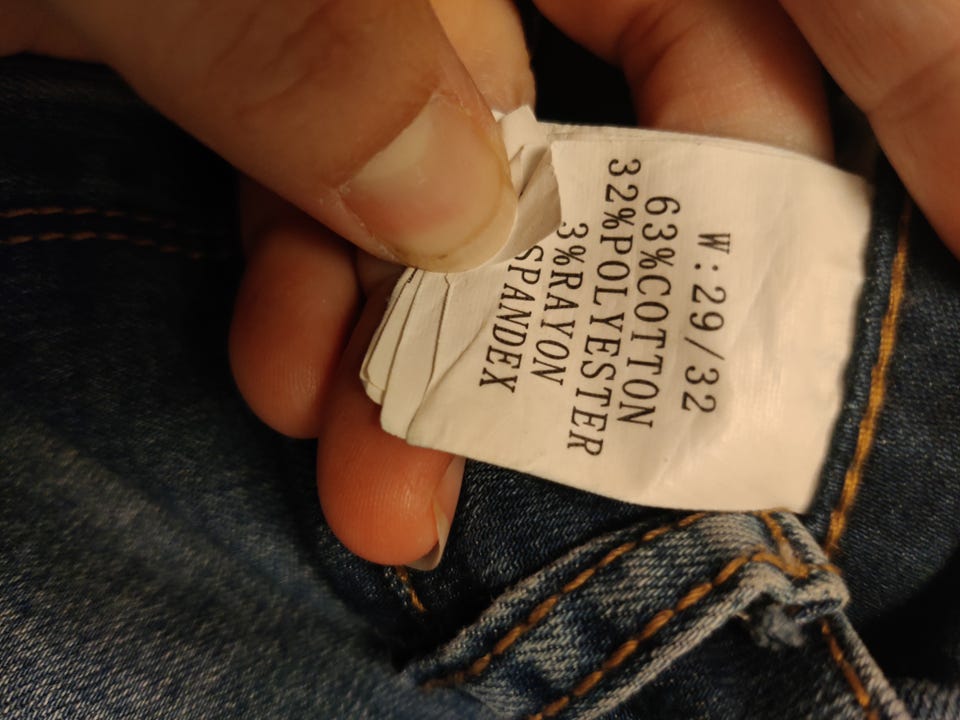 W:29/32
63%COTTON
32%POLYESTER
3%RAYON
SPANDEX